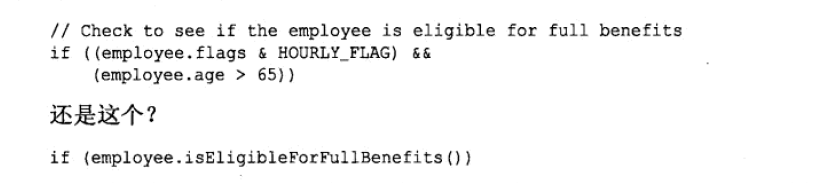 // Check to see if the employee is eligible for full benefits
if ((employee.flags & HOURLY_FLAG) &&
    (employee.age > 65))
还是这个？
if (employee.isEligibleForFullBenefits())